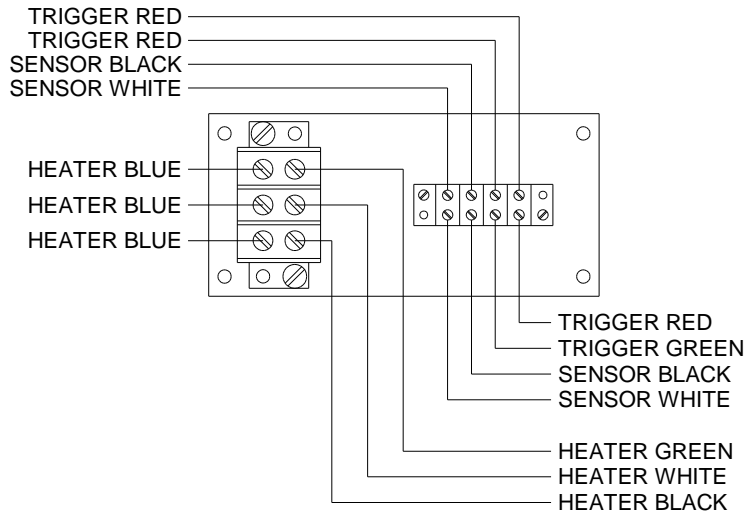 TRIGGER RED
TRIGGER RED
SENSOR BLACK
SENSOR WHITE
HEATER BLUE
HEATER BLUE
HEATER BLUE
TRIGGER RED
TRIGGER GREEN
SENSOR BLACK
SENSOR WHITE
HEATER GREEN
HEATER WHITE
HEATER BLACK